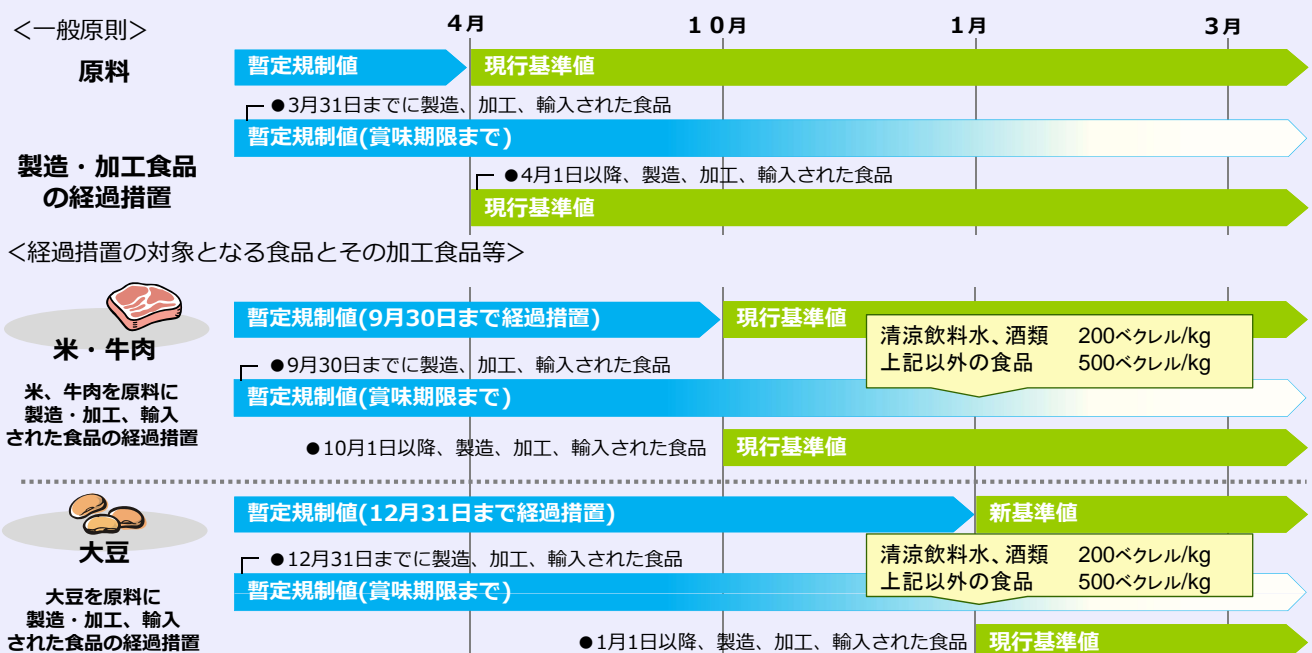 ＜一般原則＞
4月 １０月 1月 3月
原料
暫定規制値 現行基準値
●3月31日までに製造、加工、輸入された食品
暫定規制値(賞味期限まで)
製造・加工食品
の経過措置
●4月1日以降、製造、加工、輸入された食品
現行基準値
＜経過措置の対象となる食品とその加工食品等＞
米・牛肉
暫定規制値(9月30日まで経過措置) 現行基準値
清涼飲料水、酒類 200ベクレル/kg
上記以外の食品 500ベクレル/kg
●9月30日までに製造、加工、輸入された食品
暫定規制値(賞味期限まで)
米、牛肉を原料に
製造・加工、輸入
された食品の経過措置
●10月1日以降、製造、加工、輸入された食品 現行基準値
大豆
暫定規制値(12月31日まで経過措置) 新基準値
清涼飲料水、酒類 200ベクレル/kg
上記以外の食品 500ベクレル/kg
●12月31日までに製造、加工、輸入された食品
暫定規制値(賞味期限まで)
大豆を原料に
製造・加工、輸入
された食品の経過措置
●1月1日以降、製造、加工、輸入された食品 現行基準値